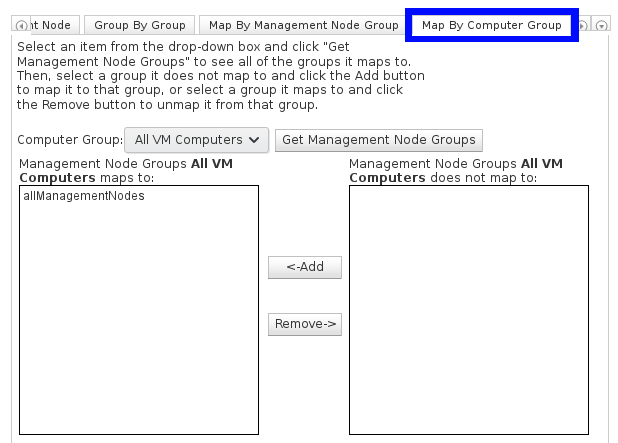 nt Node
Group By Group
Map By Management Node Group
Map By Computer Group
Select an item from the drop-down box and click "Get
Management Node Groups" to see all of the groups it maps to.
Then, select a group it does not map to and click the Add button
to map it to that group, or select a group it maps to and click
the Remove button to unmap it from that group.
Computer Group:
All VM Computers
Get Management Node Groups
Management Node Groups All VM
Computers maps to:
Management Node Groups All VM
Computers does not map to:
allManagementNodes
<-Add
Remove->